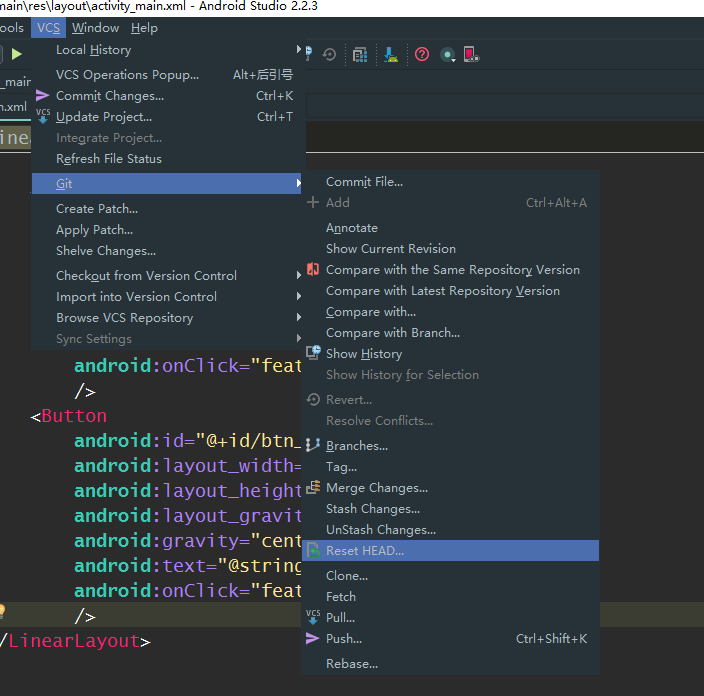 main\res\layout\activity_main.xml - Android Studio 2.2.3
ools VCS Window Help
_main
n.xml
inea
Local History
VCS Operations Popup... Alt+后引号
Commit Changes... Ctrl+K
Update Project... Ctrl+T
Integrate Project...
Refresh File Status
Git
Create Patch...
Apply Patch...
Shelve Changes...
Checkout from Version Control
Import into Version Control
Browse VCS Repository
Sync Settings
Commit File...
Add Ctrl+Alt+A
Annotate
Show Current Revision
Compare with the Same Repository Version
Compare with Latest Repository Version
Compare with...
Compare with Branch...
Show History
Show History for Selection
Revert...
Resolve Conflicts...
Branches...
Tag...
Merge Changes...
Stash Changes...
UnStash Changes...
Reset HEAD...
Clone...
Fetch
Pull...
Push... Ctrl+Shift+K
Rebase...
android:onClick="feat
/>
<Button
android:id="@+id/btn_
android:layout_width=
android:layout_height
android:layout_gravit
android:gravity="cent
android:text="@string
android:onClick="feat
/>
/LinearLayout>